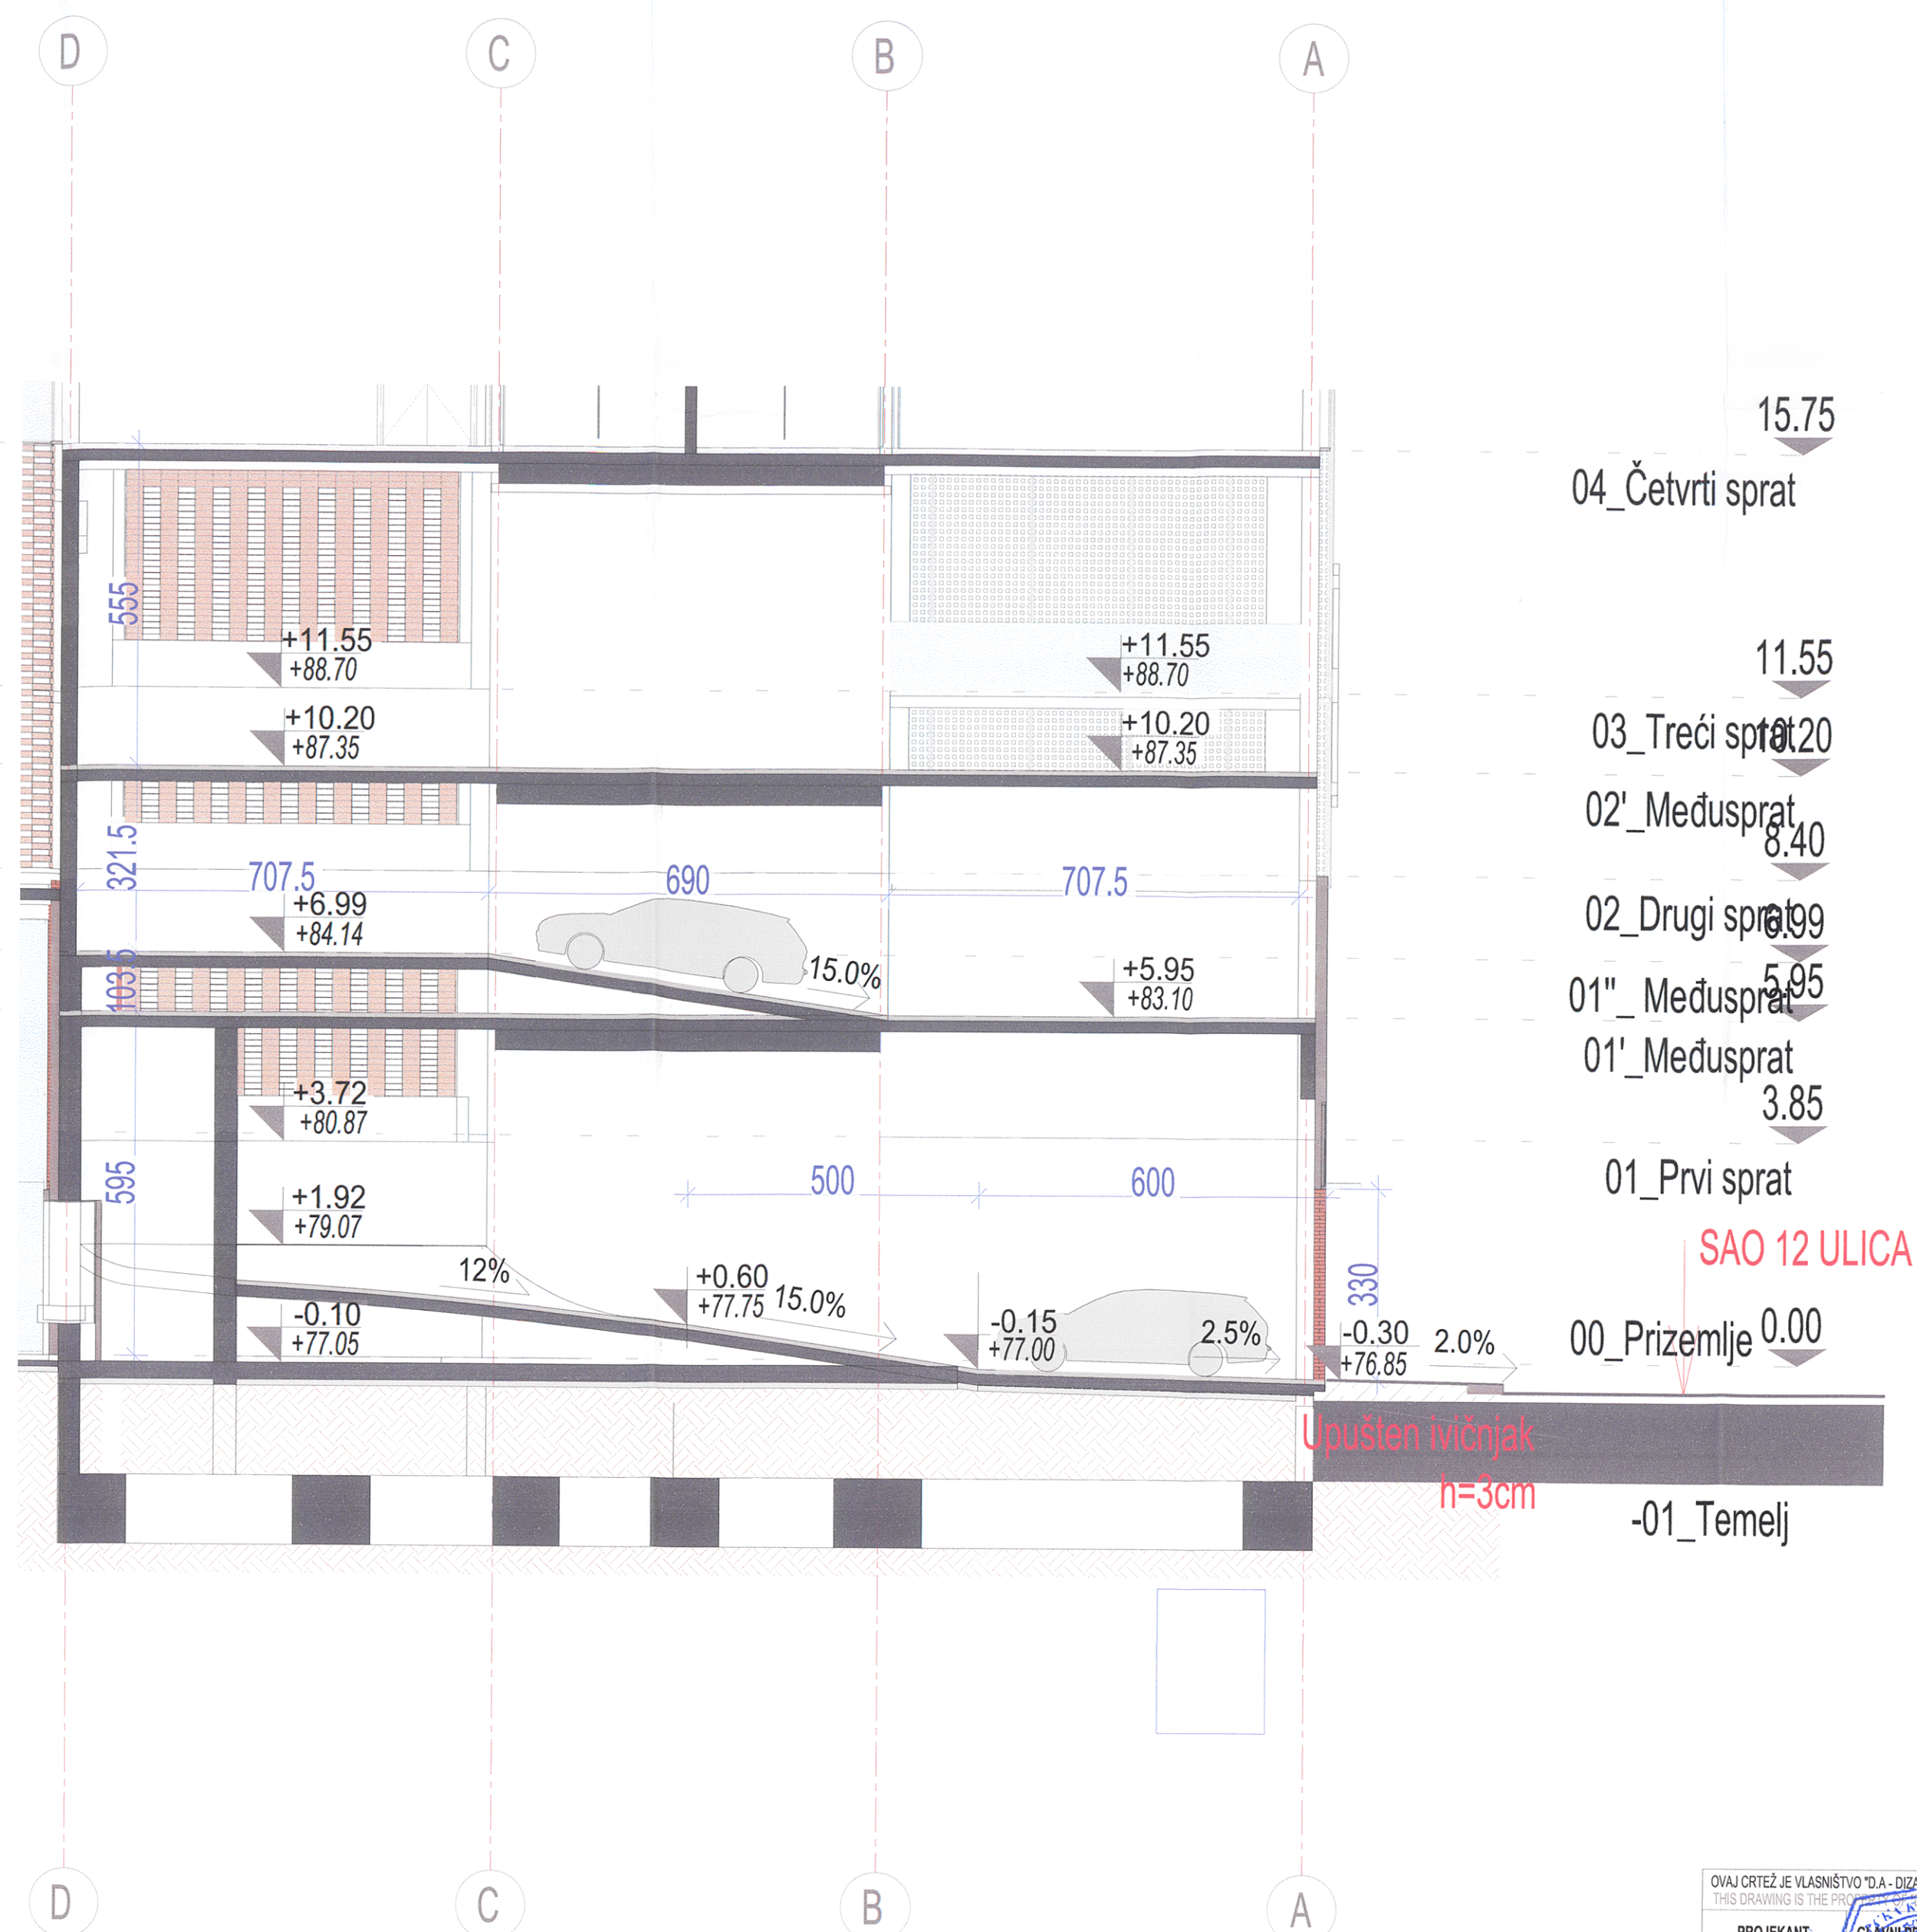 D C B A
15.75
04_Četvrti sprat
555
+11.55
+88.70
+11.55
+88.70
11.55
+10.20
+87.35
+10.20
+87.35
03_Treći sprat
10.20
02'_Međusprat
8.40
321.5
707.5
690
707.5
+6.99
+84.14
02_Drugi sprat
6.99
103.5
15.0%
+5.95
+83.10
01"_ Međusprat
5.95
01'_Međusprat
+3.72
+80.87
3.85
595
500
600
01_Prvi sprat
+1.92
+79.07
SAO 12 ULICA
12%
+0.60
+77.75
15.0%
330
-0.10
+77.05
-0.15
+77.00
2.5%
-0.30
+76.85
2.0%
00_Prizemlje
0.00
Upušten ivičnjak
h=3cm
-01_Temelj
D C B A
OVAJ CRTEŽ JE VLASNIŠTVO "D.A - DIZA
THIS DRAWING IS THE PROPERTY OF
PROJEKANT